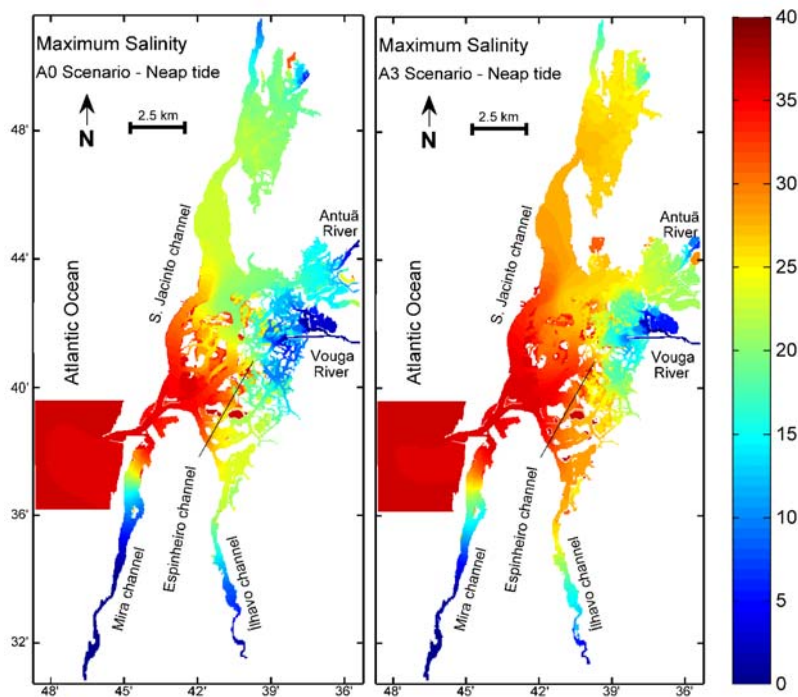 Maximum Salinity
A0 Scenario - Neap tide
N
2.5 km
48'
44'
40'
36'
32'
Atlantic Ocean
S. Jacinto channel
Antuã
River
Vouga
River
Espinheiro channel
Mira channel
Ílhavo channel
48'
45'
42'
39'
36'
Maximum Salinity
A3 Scenario - Neap tide
N
2.5 km
Atlantic Ocean
S. Jacinto channel
Antuã
River
Vouga
River
Espinheiro channel
Mira channel
Ílhavo channel
48'
45'
42'
39'
36'
40
35
30
25
20
15
10
5
0